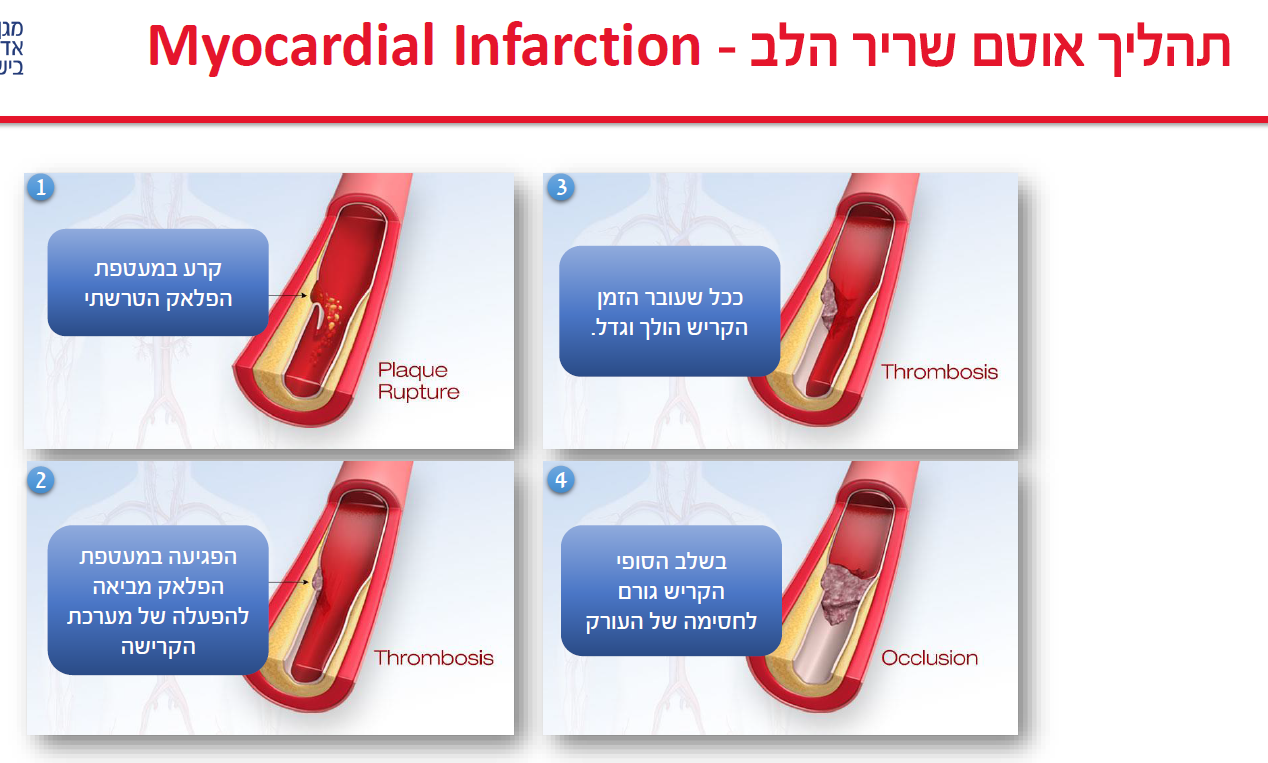 תהליך אוטם שריר הלב - Myocardial Infarction
מגן
1
קרע במעטפת
הפלאק הטרשתי
Plaque
Rupture
2
הפגיעה במעטפת
הפלאק מביאה
להפעלה של מערכת
הקרישה
Thrombosis
3
ככל שעובר הזמן
הקריש הולך וגדל.
Thrombosis
4
בשלב הסופי
הקריש גורם
לחסימה של העורק
Occlusion